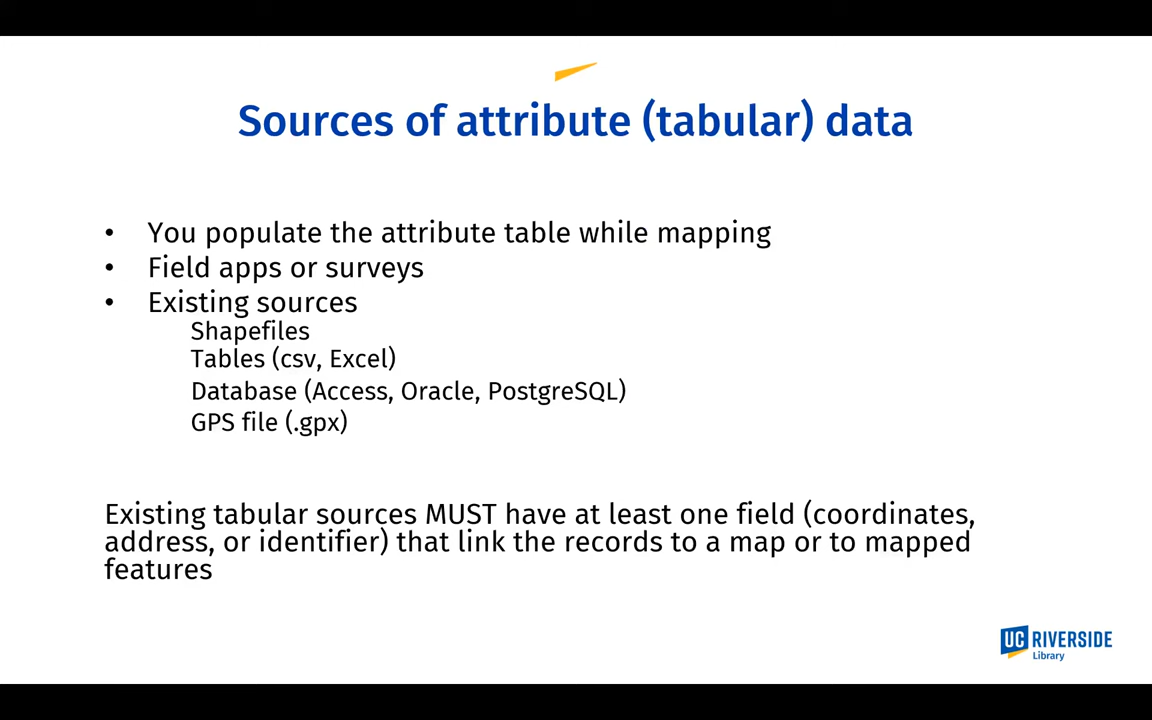 Sources of attribute (tabular) data
• You populate the attribute table while mapping
• Field apps or surveys
• Existing sources
Shapefiles
Tables (csv, Excel)
Database (Access, Oracle, PostgreSQL)
GPS file (.gpx)
Existing tabular sources MUST have at least one field (coordinates,
address, or identifier) that link the records to a map or to mapped
features
UC RIVERSIDE
Library